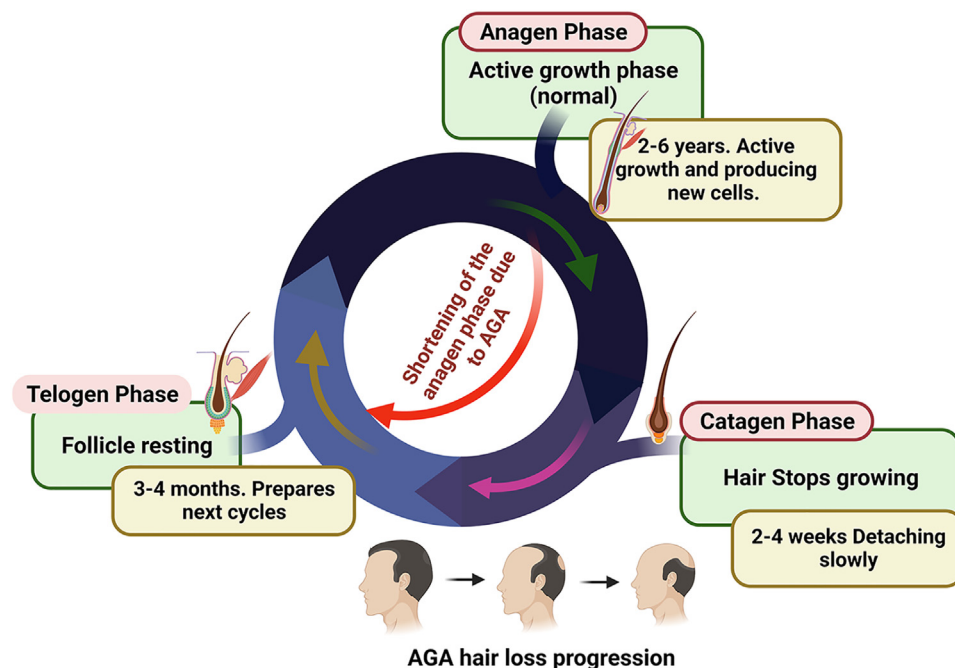 Anagen Phase
Active growth phase
(normal)
2-6 years. Active
growth and producing
new cells.
Shortening of the
anagen phase due
to AGA
Telogen Phase
Follicle resting
3-4 months. Prepares
next cycles
Catagen Phase
Hair Stops growing
2-4 weeks Detaching
slowly
AGA hair loss progression